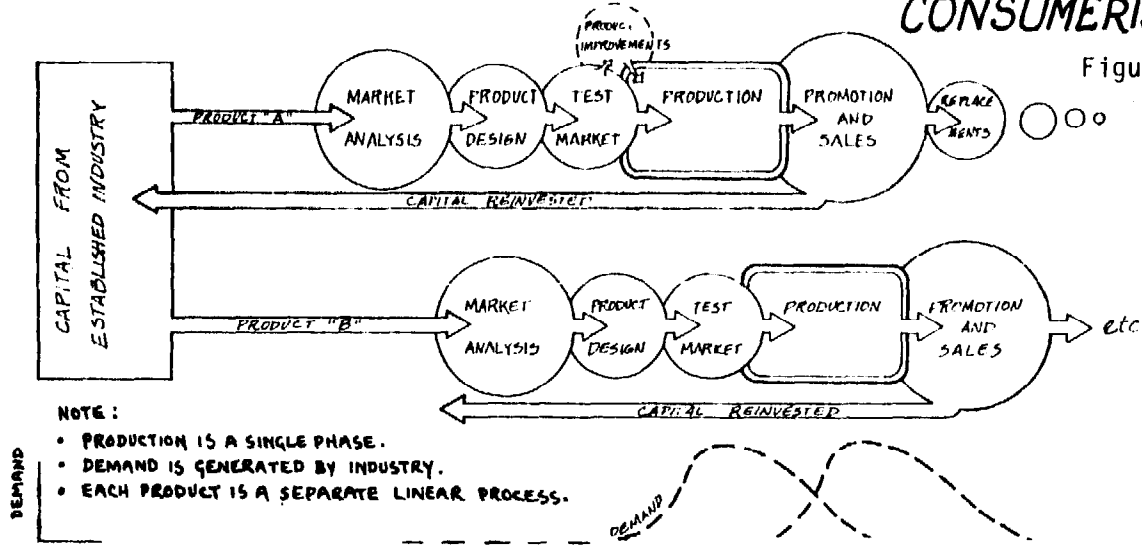 CONSUMERIS
Figu
PRODUC.
IMPROVEMENTS
CAPITAL FROM
ESTABLISHED INDUSTRY
PRODUCT "A"
MARKET
ANALYSIS
PRODUCT
DESIGN
TEST
MARKET
PRODUCTION
PROMOTION
AND
SALES
REPLACE
MENTS
CAPITAL REINVESTED
PRODUCT "B"
MARKET
ANALYSIS
PRODUCT
DESIGN
TEST
MARKET
PRODUCTION
PROMOTION
AND
SALES
etc
CAPITAL REINVESTED
NOTE:
• PRODUCTION IS A SINGLE PHASE.
• DEMAND IS GENERATED BY INDUSTRY.
• EACH PRODUCT IS A SEPARATE LINEAR PROCESS.
DEMAND
DEMAND